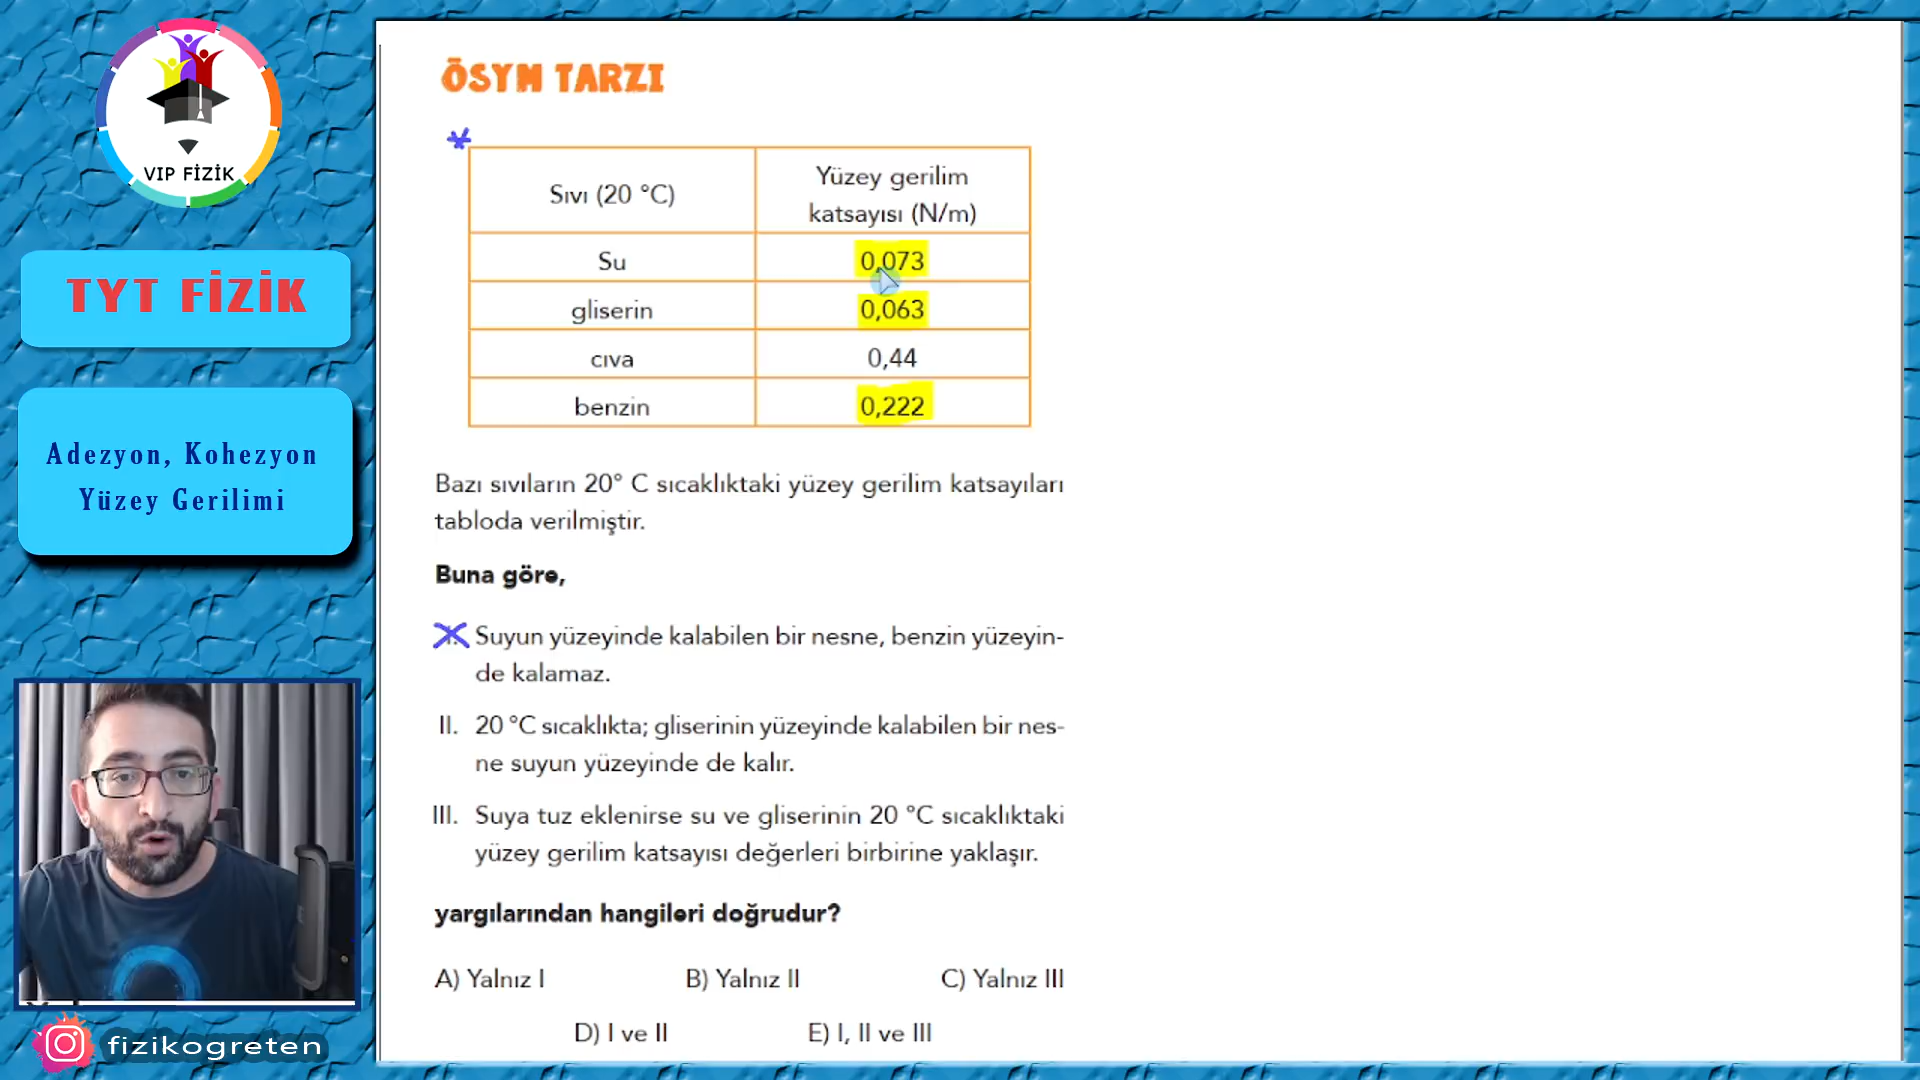 VIP FİZİK
TYT FİZİK
Adezyon, Kohezyon
Yüzey Gerilimi
fizikogreten
ÖSYM TARZI
Sıvı (20 °C)
Yüzey gerilim
katsayısı (N/m)
Su
0,073
gliserin
0,063
cıva
0,44
benzin
0,222
Bazı sıvıların 20° C sıcaklıktaki yüzey gerilim katsayıları
tabloda verilmiştir.
Buna göre,
I. Suyun yüzeyinde kalabilen bir nesne, benzin yüzeyin-
de kalamaz.
II. 20 °C sıcaklıkta; gliserinin yüzeyinde kalabilen bir nes-
ne suyun yüzeyinde de kalır.
III. Suya tuz eklenirse su ve gliserinin 20 °C sıcaklıktaki
yüzey gerilim katsayısı değerleri birbirine yaklaşır.
yargılarından hangileri doğrudur?
A) Yalnız I
B) Yalnız II
C) Yalnız III
D) I ve II
E) I, II ve III